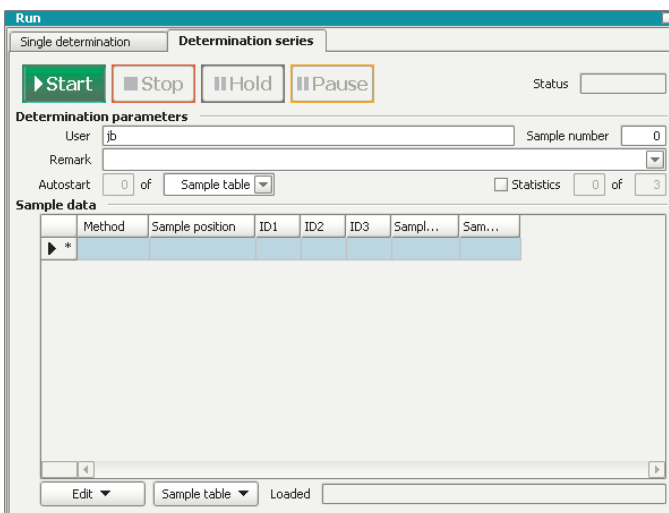 Run
Single determination Determination series
Start Stop Hold Pause Status
Determination parameters
User jb Sample number 0
Remark
Autostart 0 of Sample table Statistics 0 of 3
Sample data
Method Sample position ID1 ID2 ID3 Sampl... Sam...
*
Edit Sample table Loaded